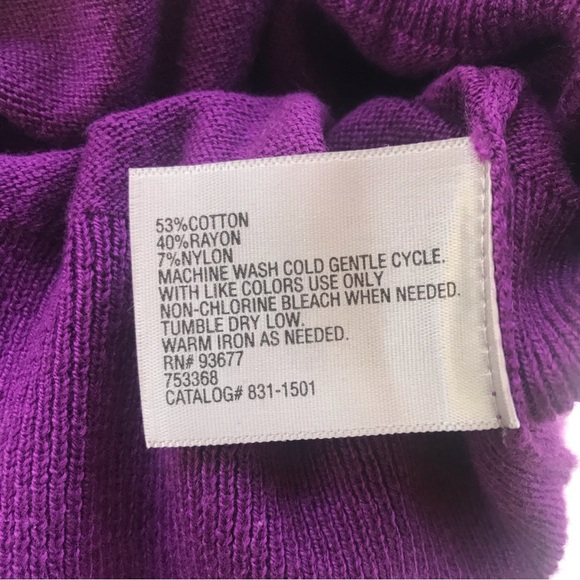 53%COTTON
40%RAYON
7%NYLON
MACHINE WASH COLD GENTLE CYCLE.
WITH LIKE COLORS USE ONLY
NON-CHLORINE BLEACH WHEN NEEDED.
TUMBLE DRY LOW.
WARM IRON AS NEEDED.
RN# 93677
753368
CATALOG# 831-1501